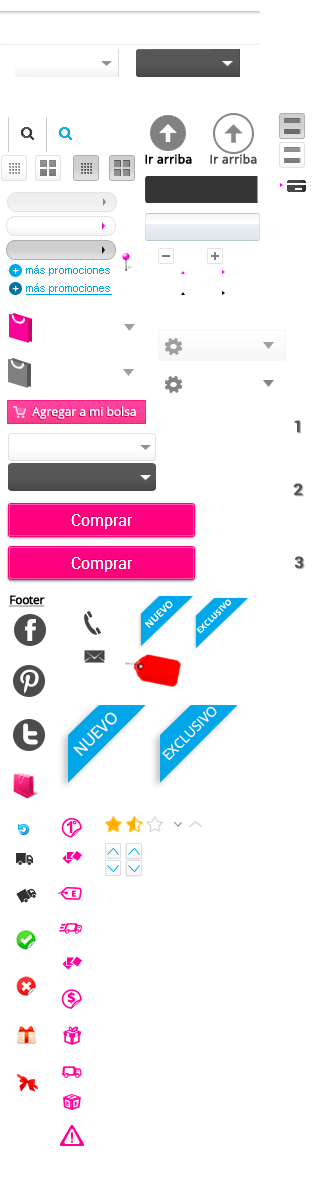 Ir arriba
Ir arriba
más promociones
más promociones
Agregar a mi bolsa
1
2
Comprar
Comprar
3
Footer
NUEVO
EXCLUSIVO
NUEVO
EXCLUSIVO
1°
E
$